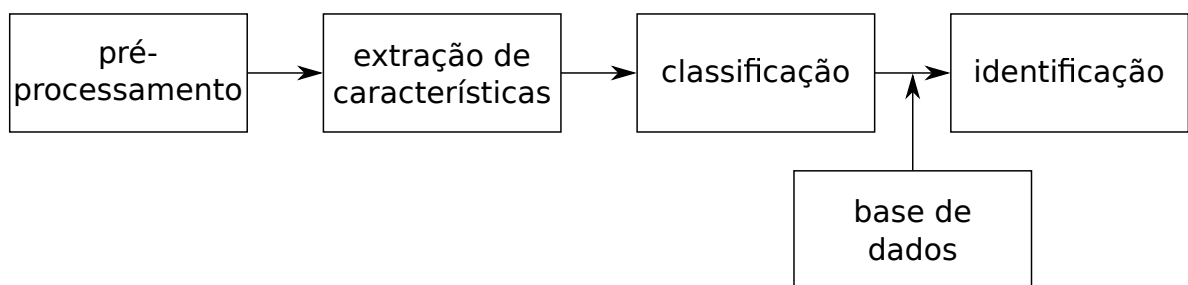 pré-
processamento
extração de
características
classificação
identificação
base de
dados